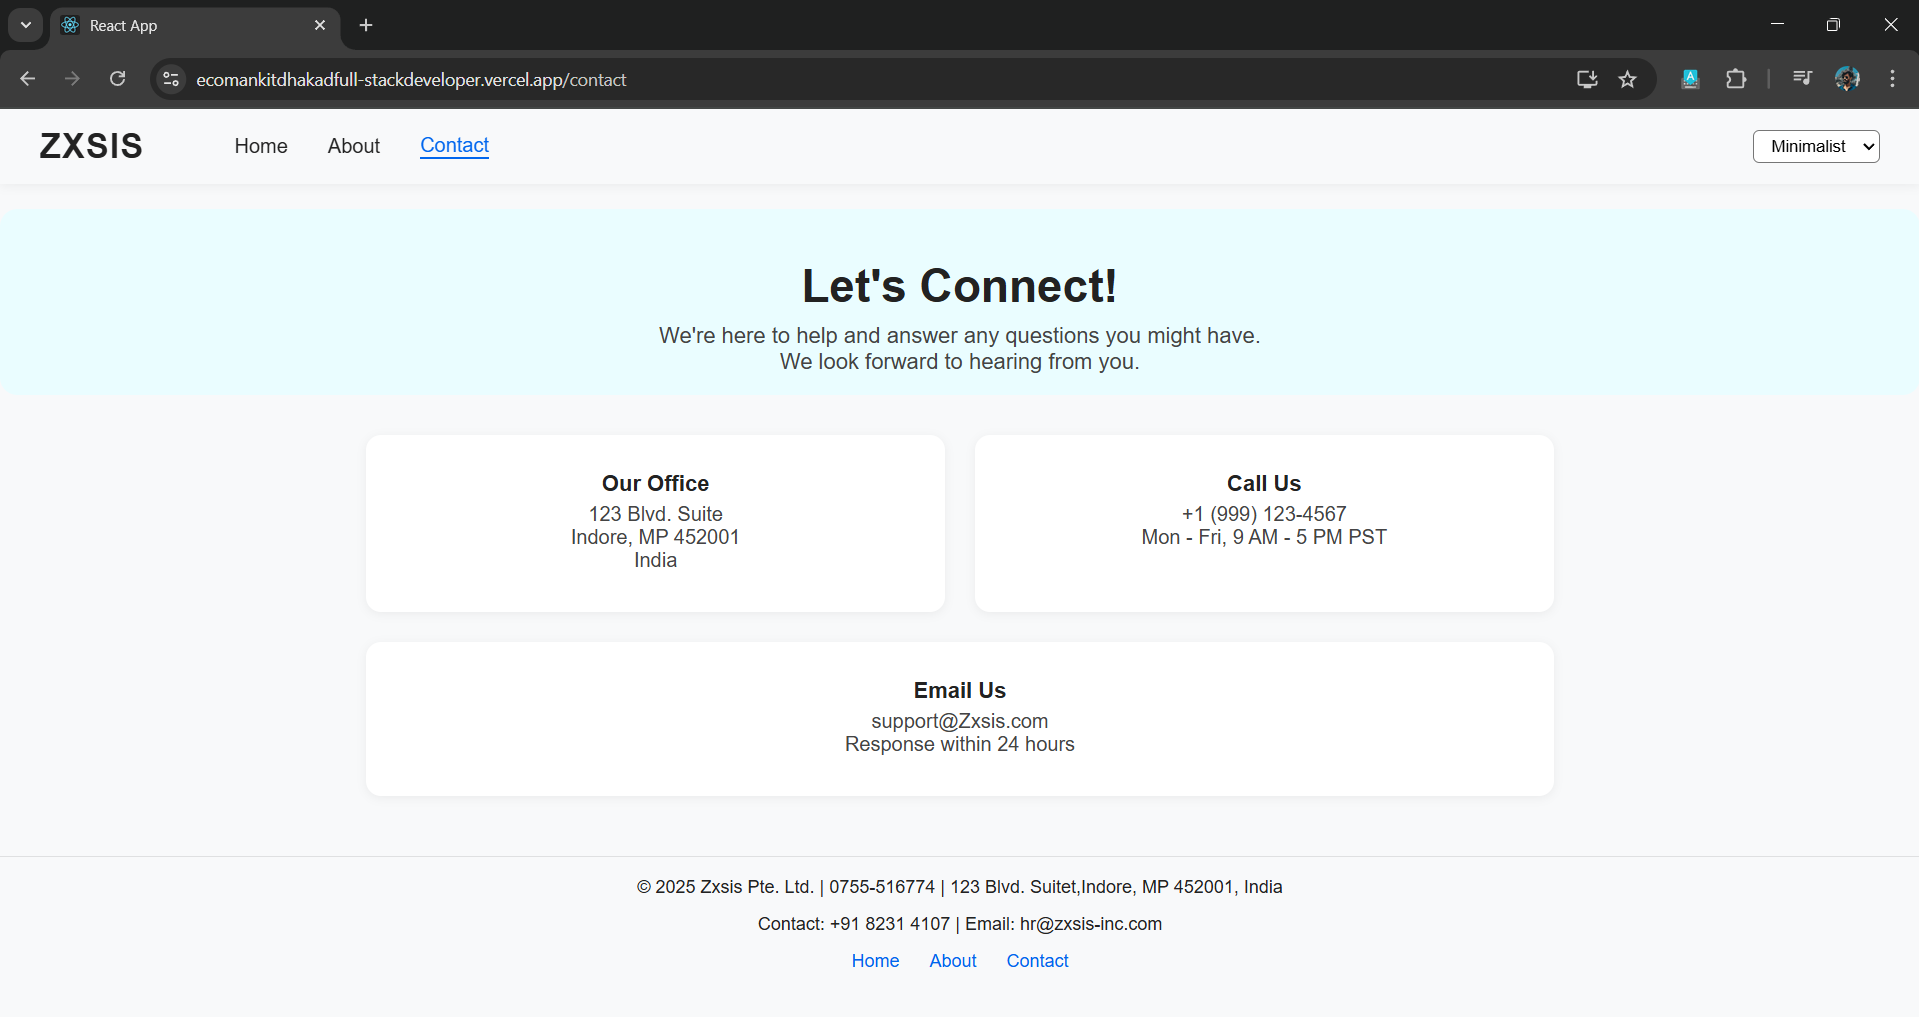 React App
ecomankitdhakadfull-stackdeveloper.vercel.app/contact
ZXSIS
Home
About
Contact
Minimalist
Let's Connect!
We're here to help and answer any questions you might have.
We look forward to hearing from you.
Our Office
123 Blvd. Suite
Indore, MP 452001
India
Call Us
+1 (999) 123-4567
Mon - Fri, 9 AM - 5 PM PST
Email Us
support@Zxsis.com
Response within 24 hours
© 2025 Zxsis Pte. Ltd. | 0755-516774 | 123 Blvd. Suitet,Indore, MP 452001, India
Contact: +91 8231 4107 | Email: hr@zxsis-inc.com
Home
About
Contact